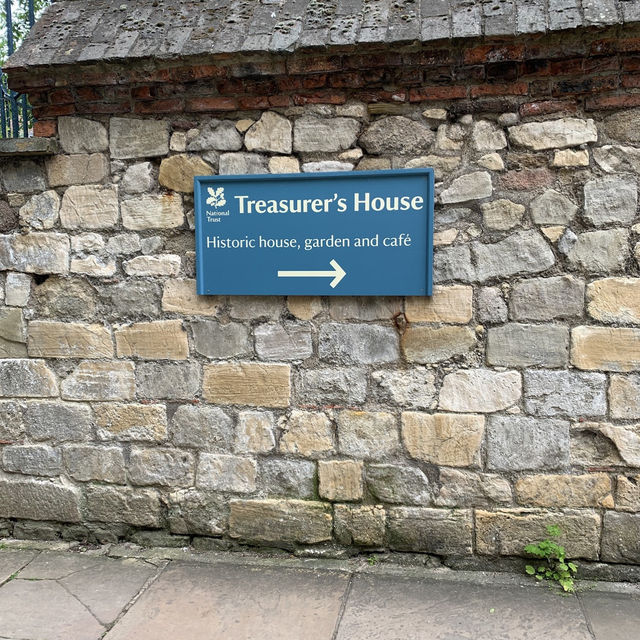 National
Trust
Treasurer's House
Historic house, garden and café